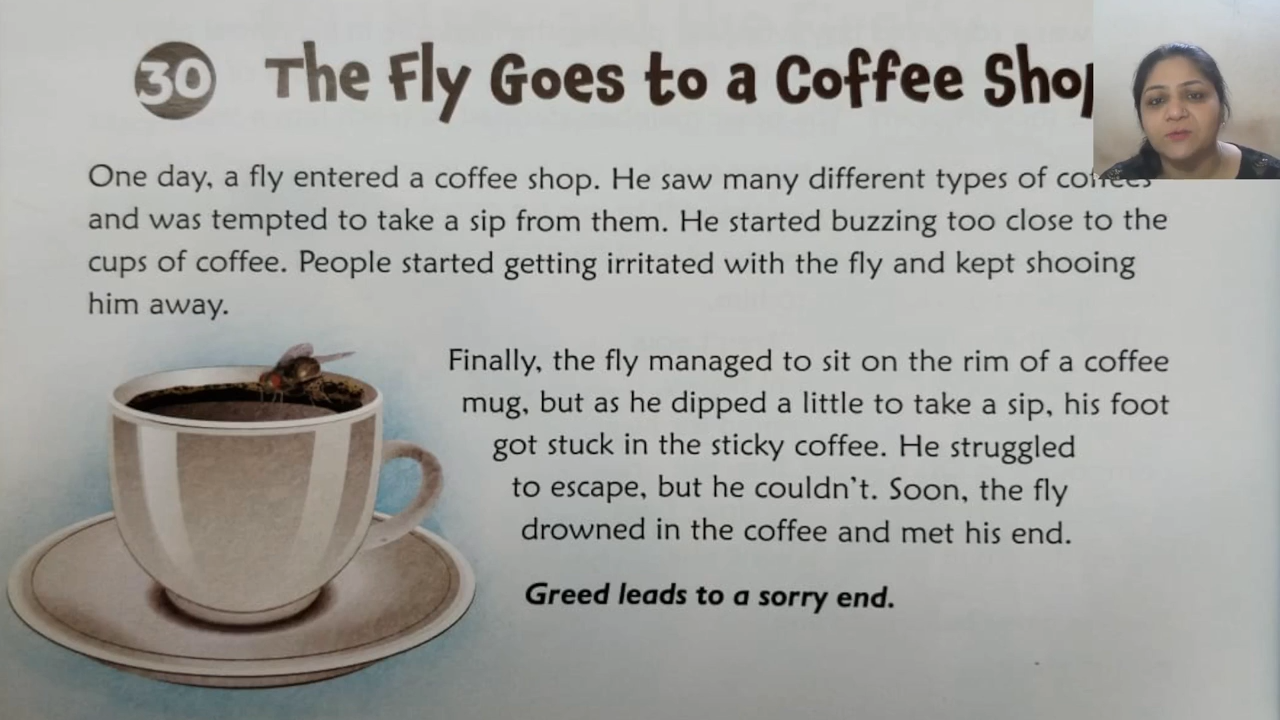 30 The Fly Goes to a Coffee Shop
One day, a fly entered a coffee shop. He saw many different types of coffees
and was tempted to take a sip from them. He started buzzing too close to the
cups of coffee. People started getting irritated with the fly and kept shooing
him away.
Finally, the fly managed to sit on the rim of a coffee
mug, but as he dipped a little to take a sip, his foot
got stuck in the sticky coffee. He struggled
to escape, but he couldn't. Soon, the fly
drowned in the coffee and met his end.
Greed leads to a sorry end.